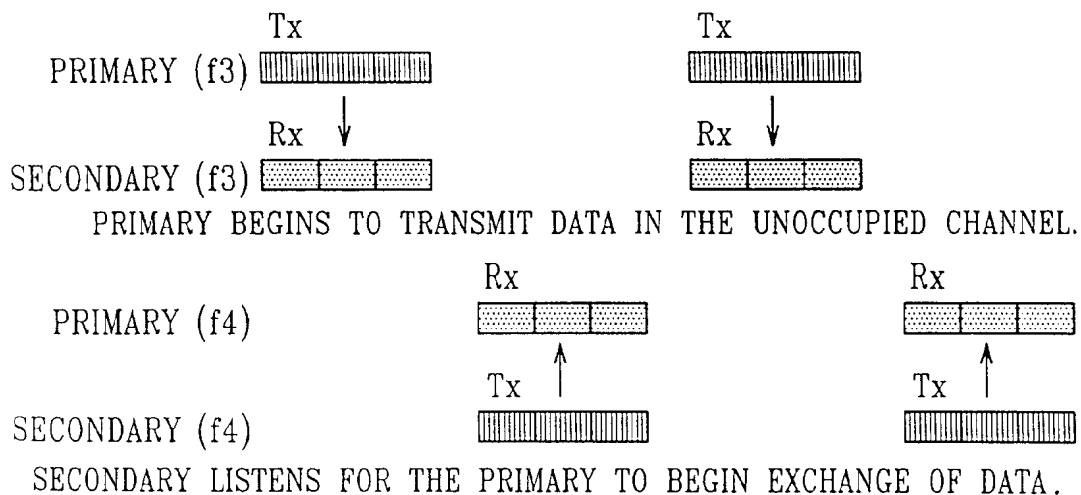 Tx Tx
PRIMARY (f3)
Rx Rx
SECONDARY (f3)
PRIMARY BEGINS TO TRANSMIT DATA IN THE UNOCCUPIED CHANNEL.
Rx Rx
PRIMARY (f4)
Tx Tx
SECONDARY (f4)
SECONDARY LISTENS FOR THE PRIMARY TO BEGIN EXCHANGE OF DATA.